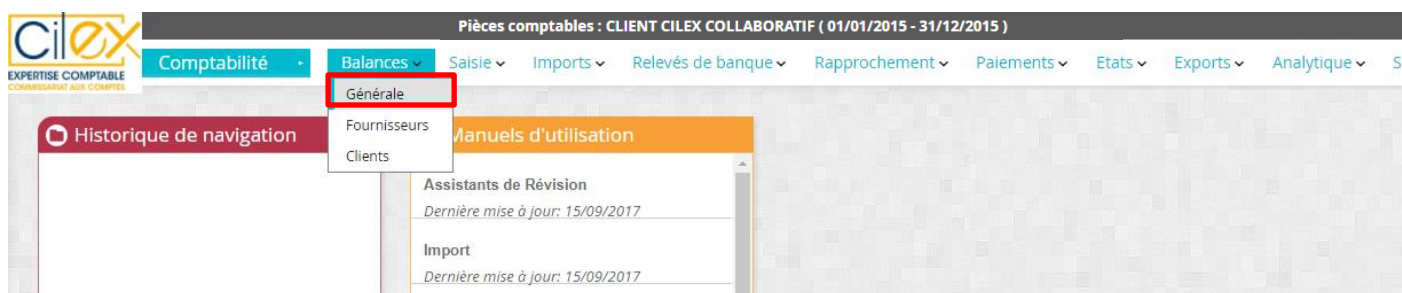 Pièces comptables : CLIENT CILEX COLLABORATIF ( 01/01/2015 - 31/12/2015 )
Cilex
EXPERTISE COMPTABLE
COMMISSARIAT AUX COMPTES
Comptabilité Balances Saisie Imports Relevés de banque Rapprochement Paiements Etats Exports Analytique S
Générale
Fournisseurs
Clients
Historique de navigation
Manuels d'utilisation
Assistants de Révision
Dernière mise à jour: 15/09/2017
Import
Dernière mise à jour: 15/09/2017